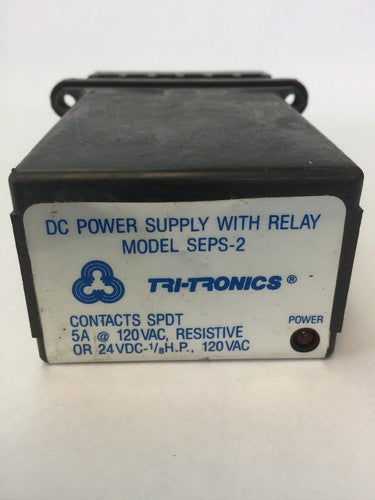 DC POWER SUPPLY WITH RELAY
MODEL SEPS-2
TRI-TRONICS®
CONTACTS SPDT
5A @ 120VAC, RESISTIVE
OR 24VDC-1/8H.P., 120VAC
POWER